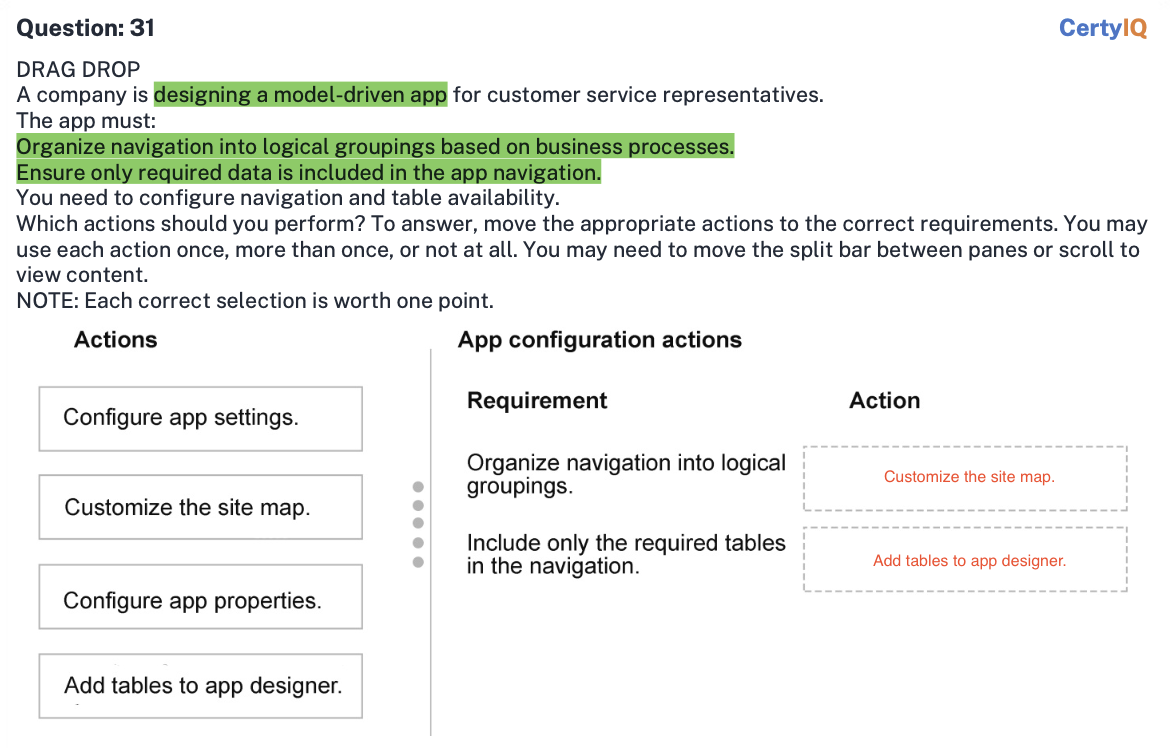 Question: 31
CertyIQ
DRAG DROP
A company is designing a model-driven app for customer service representatives.
The app must:
Organize navigation into logical groupings based on business processes.
Ensure only required data is included in the app navigation.
You need to configure navigation and table availability.
Which actions should you perform? To answer, move the appropriate actions to the correct requirements. You may
use each action once, more than once, or not at all. You may need to move the split bar between panes or scroll to
view content.
NOTE: Each correct selection is worth one point.
Actions
Configure app settings.
Customize the site map.
Configure app properties.
Add tables to app designer.
App configuration actions
Requirement
Action
Organize navigation into logical
groupings.
Customize the site map.
Include only the required tables
in the navigation.
Add tables to app designer.